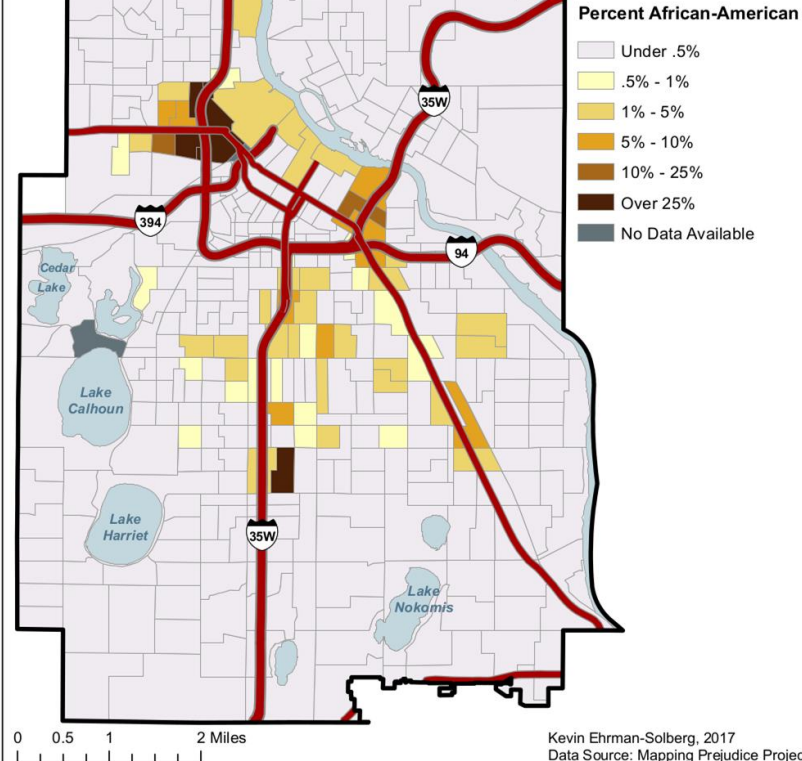 Percent African-American
Under .5%
.5% - 1%
1% - 5%
5% - 10%
10% - 25%
Over 25%
No Data Available
35W
394
94
Cedar
Lake
Lake
Calhoun
Lake
Harriet
35W
Lake
Nokomis
0 0.5 1 2 Miles
Kevin Ehrman-Solberg, 2017
Data Source: Mapping Prejudice Projec